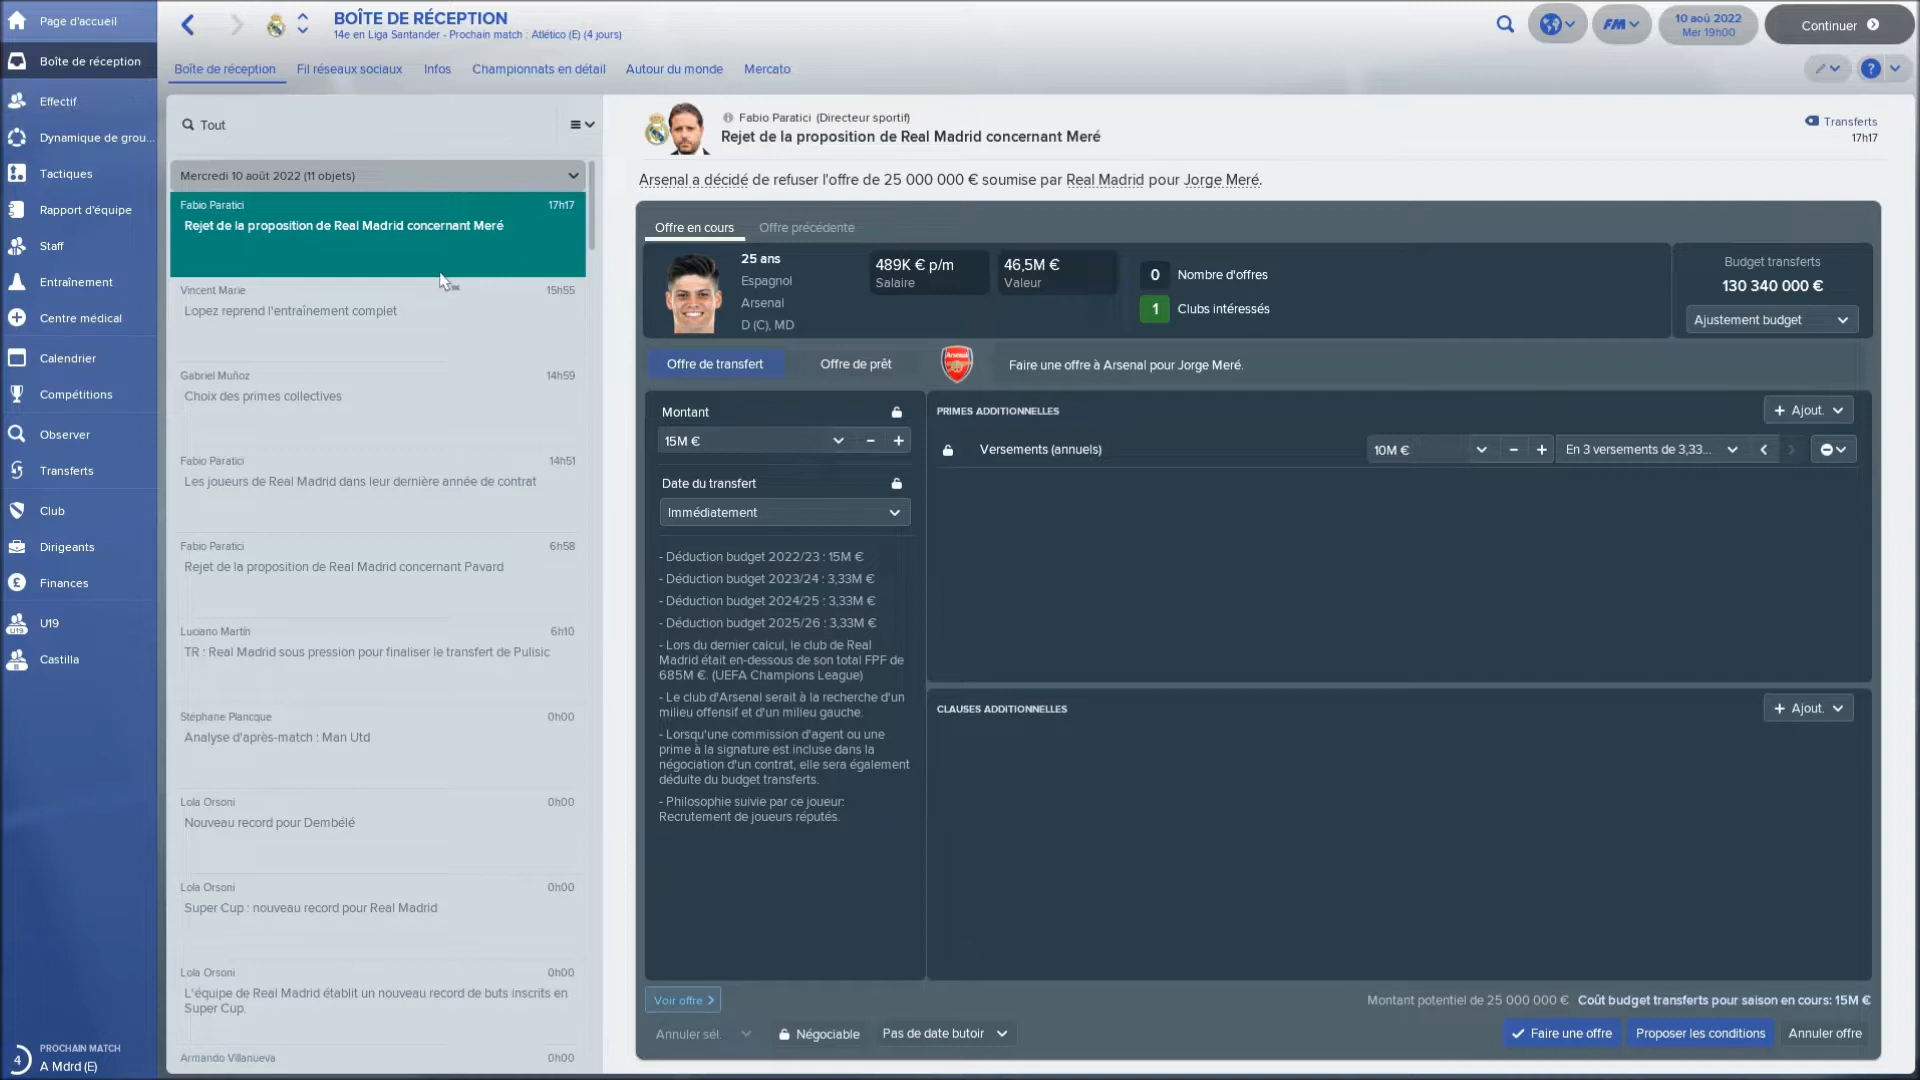 Page d'accueil
Boîte de réception
Effectif
Dynamique de grou...
Tactiques
Rapport d'équipe
Staff
Entraînement
Centre médical
Calendrier
Compétitions
Observer
Transferts
Club
Dirigeants
Finances
U19
U19
Castilla
4
PROCHAIN MATCH
A Mdrd (E)
BOÎTE DE RÉCEPTION
14e en Liga Santander - Prochain match : Atlético (E) (4 jours)
FM
10 aoû 2022
Mer 19h00
Continuer
Boîte de réception
Fil réseaux sociaux
Infos
Championnats en détail
Autour du monde
Mercato
?
Tout
Mercredi 10 août 2022 (11 objets)
Fabio Paratici 17h17
Rejet de la proposition de Real Madrid concernant Meré
Vincent Marie 15h55
Lopez reprend l'entraînement complet
Gabriel Muñoz 14h59
Choix des primes collectives
Fabio Paratici 14h51
Les joueurs de Real Madrid dans leur dernière année de contrat
Fabio Paratici 6h58
Rejet de la proposition de Real Madrid concernant Pavard
Luciano Martín 6h10
TR : Real Madrid sous pression pour finaliser le transfert de Pulisic
Stéphane Plancque 0h00
Analyse d'après-match : Man Utd
Lola Orsoni 0h00
Nouveau record pour Dembélé
Lola Orsoni 0h00
Super Cup : nouveau record pour Real Madrid
Lola Orsoni 0h00
L'équipe de Real Madrid établit un nouveau record de buts inscrits en
Super Cup.
Armando Villanueva 0h00
Fabio Paratici (Directeur sportif)
Rejet de la proposition de Real Madrid concernant Meré
Transferts
17h17
Arsenal a décidé de refuser l'offre de 25 000 000 € soumise par Real Madrid pour Jorge Meré.
Offre en cours
Offre précédente
25 ans
Espagnol
Arsenal
D (C), MD
489K € p/m
Salaire
46,5M €
Valeur
0 Nombre d'offres
1 Clubs intéressés
Budget transferts
130 340 000 €
Ajustement budget
Offre de transfert
Offre de prêt
Arsenal
Faire une offre à Arsenal pour Jorge Meré.
Montant
15M €
Date du transfert
Immédiatement
- Déduction budget 2022/23 : 15M €
- Déduction budget 2023/24 : 3,33M €
- Déduction budget 2024/25 : 3,33M €
- Déduction budget 2025/26 : 3,33M €
- Lors du dernier calcul, le club de Real
Madrid était en-dessous de son total FPF de
685M €. (UEFA Champions League)
- Le club d'Arsenal serait à la recherche d'un
milieu offensif et d'un milieu gauche.
- Lorsqu'une commission d'agent ou une
prime à la signature est incluse dans la
négociation d'un contrat, elle sera également
déduite du budget transferts.
- Philosophie suivie par ce joueur:
Recrutement de joueurs réputés.
PRIMES ADDITIONNELLES
+ Ajout.
Versements (annuels)
10M €
En 3 versements de 3,33...
CLAUSES ADDITIONNELLES
+ Ajout.
Voir offre
Montant potentiel de 25 000 000 € Coût budget transferts pour saison en cours: 15M €
Annuler sél.
Négociable
Pas de date butoir
Faire une offre
Proposer les conditions
Annuler offre